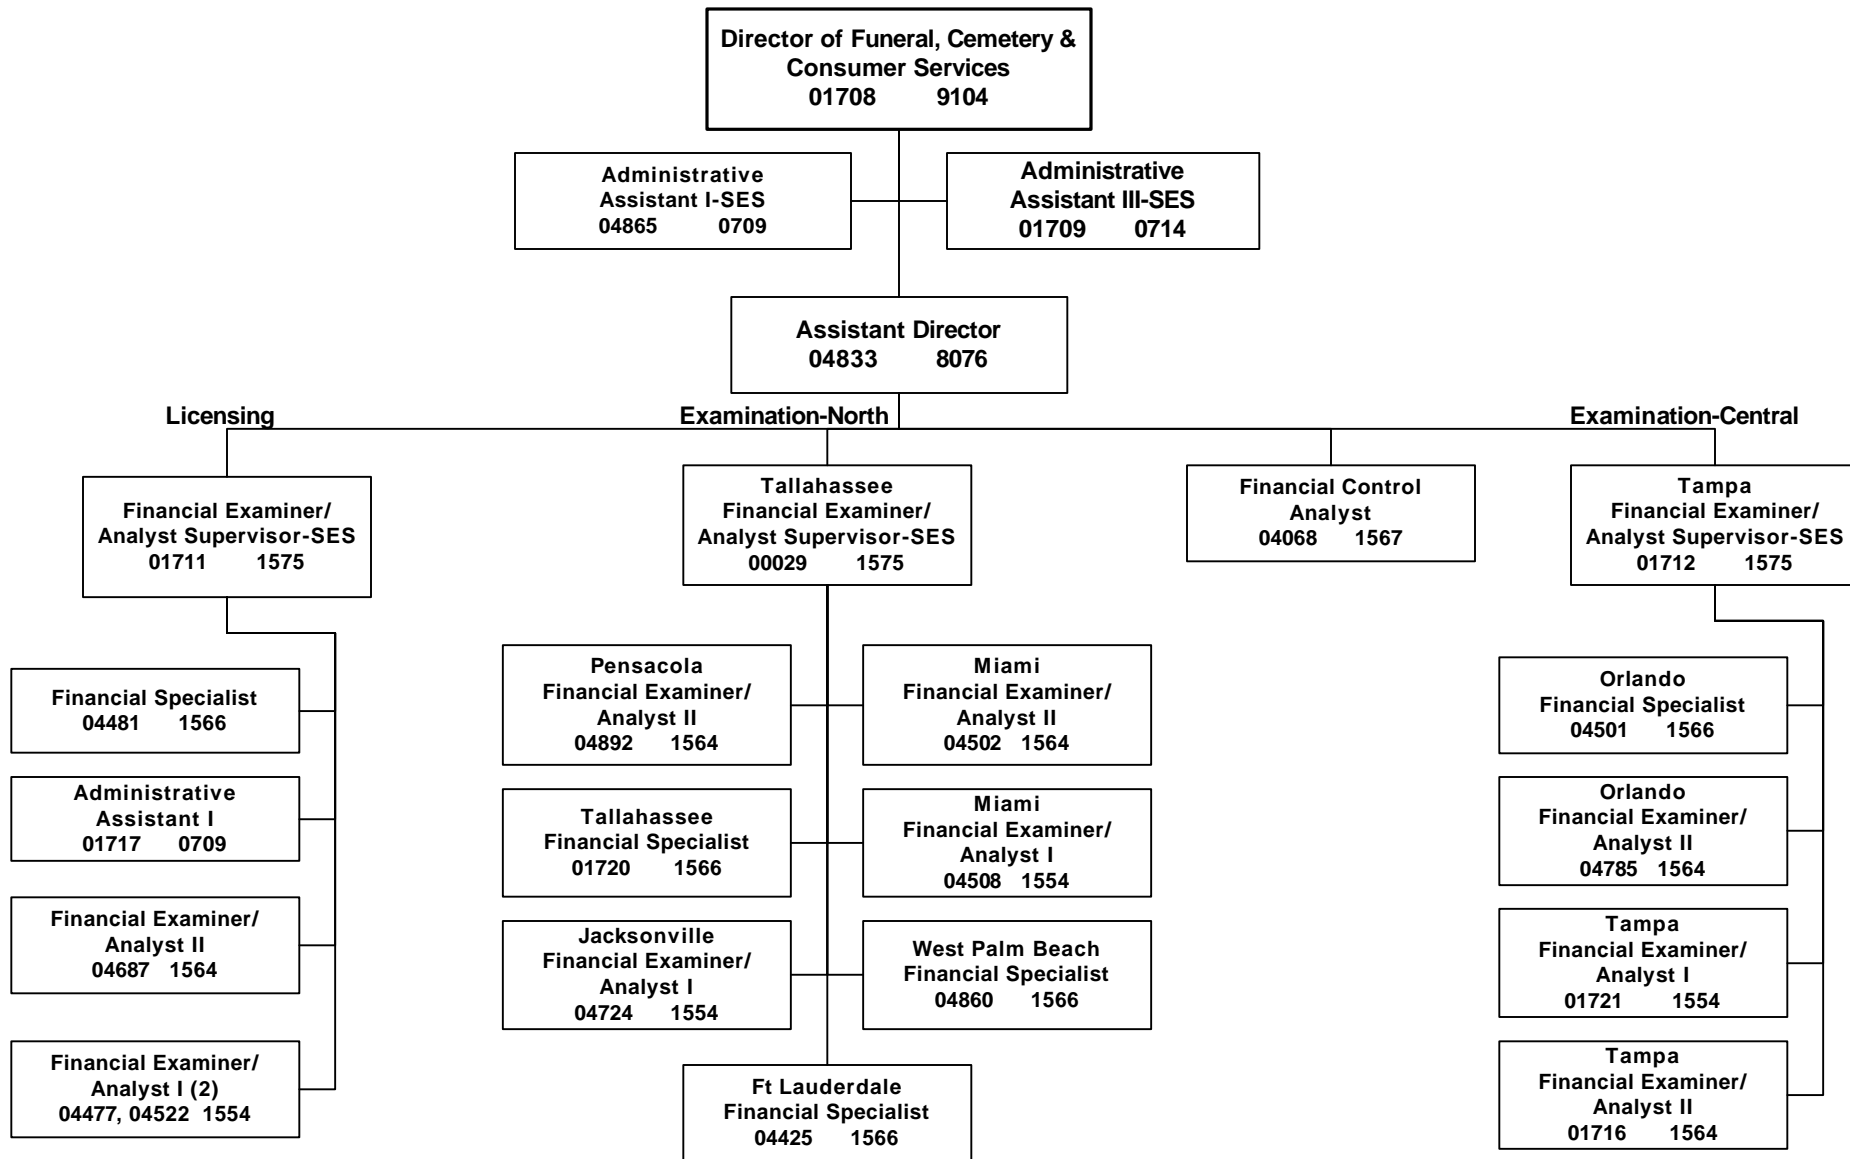 Director of Funeral, Cemetery &
Consumer Services
01708 9104
Administrative
Assistant I-SES
04865 0709
Administrative
Assistant III-SES
01709 0714
Assistant Director
04833 8076
Licensing
Examination-North
Examination-Central
Financial Examiner/
Analyst Supervisor-SES
01711 1575
Tallahassee
Financial Examiner/
Analyst Supervisor-SES
00029 1575
Financial Control
Analyst
04068 1567
Tampa
Financial Examiner/
Analyst Supervisor-SES
01712 1575
Financial Specialist
04481 1566
Administrative
Assistant I
01717 0709
Financial Examiner/
Analyst II
04687 1564
Financial Examiner/
Analyst I (2)
04477, 04522 1554
Pensacola
Financial Examiner/
Analyst II
04892 1564
Miami
Financial Examiner/
Analyst II
04502 1564
Tallahassee
Financial Specialist
01720 1566
Miami
Financial Examiner/
Analyst I
04508 1554
Jacksonville
Financial Examiner/
Analyst I
04724 1554
West Palm Beach
Financial Specialist
04860 1566
Ft Lauderdale
Financial Specialist
04425 1566
Orlando
Financial Specialist
04501 1566
Orlando
Financial Examiner/
Analyst II
04785 1564
Tampa
Financial Examiner/
Analyst I
01721 1554
Tampa
Financial Examiner/
Analyst II
01716 1564